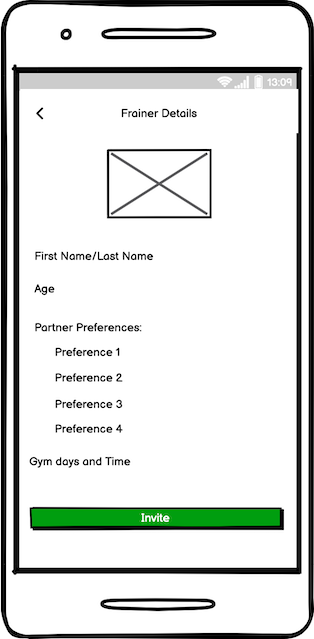 13:09
Frainer Details
First Name/Last Name
Age
Partner Preferences:
Preference 1
Preference 2
Preference 3
Preference 4
Gym days and Time
Invite